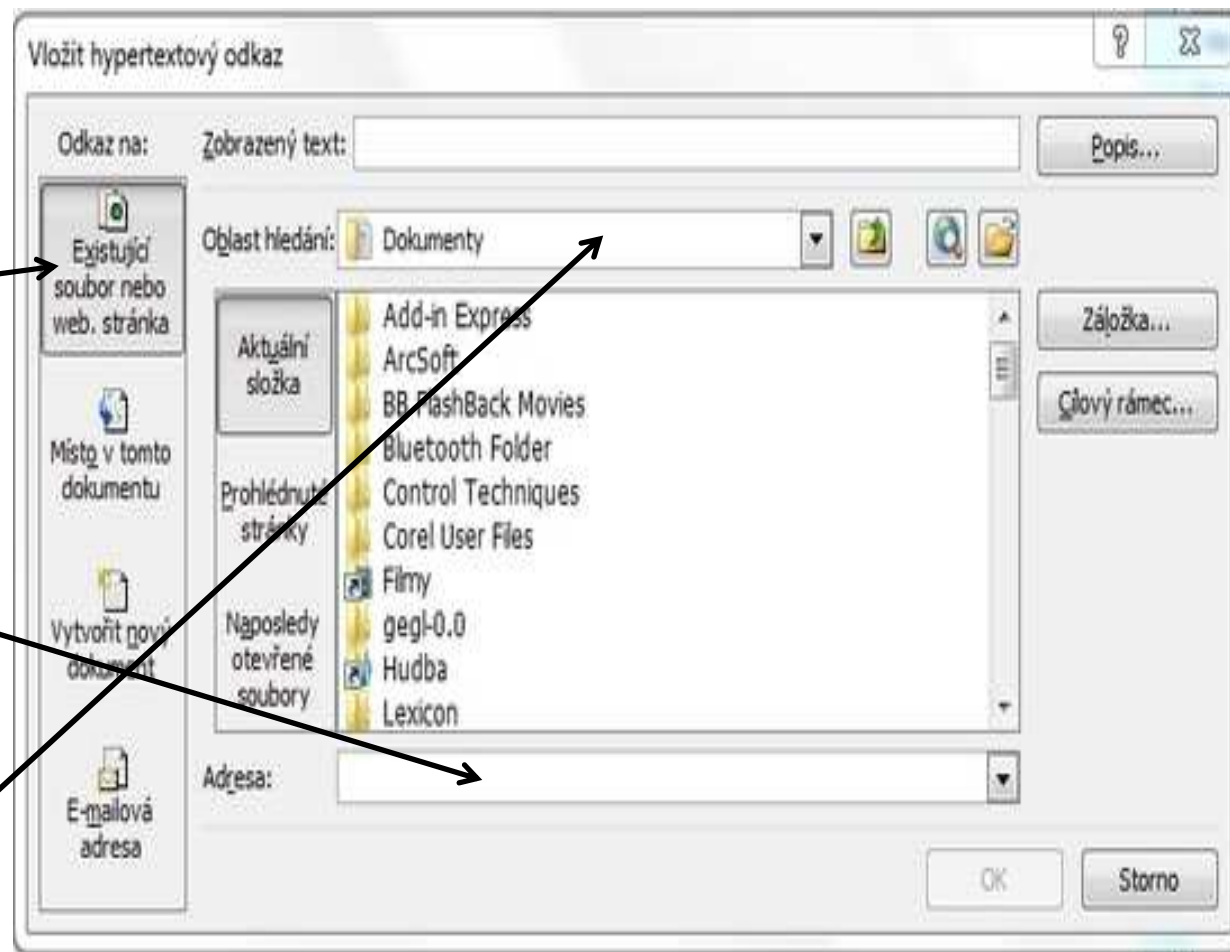 Vložit hypertextový odkaz
Odkaz na:
Zobrazený text:
Popis...
Existující
soubor nebo
web. stránka
Místo v tomto
dokumentu
Vytvořit nový
dokument
E-mailová
adresa
Oblast hledání:
Dokumenty
Aktuální
složka
Prohlédnuté
stránky
Naposledy
otevřené
soubory
Add-in Express
ArcSoft
BB FlashBack Movies
Bluetooth Folder
Control Techniques
Corel User Files
Filmy
gegl-0.0
Hudba
Lexicon
Záložka...
Cílový rámec...
Adresa:
OK
Storno